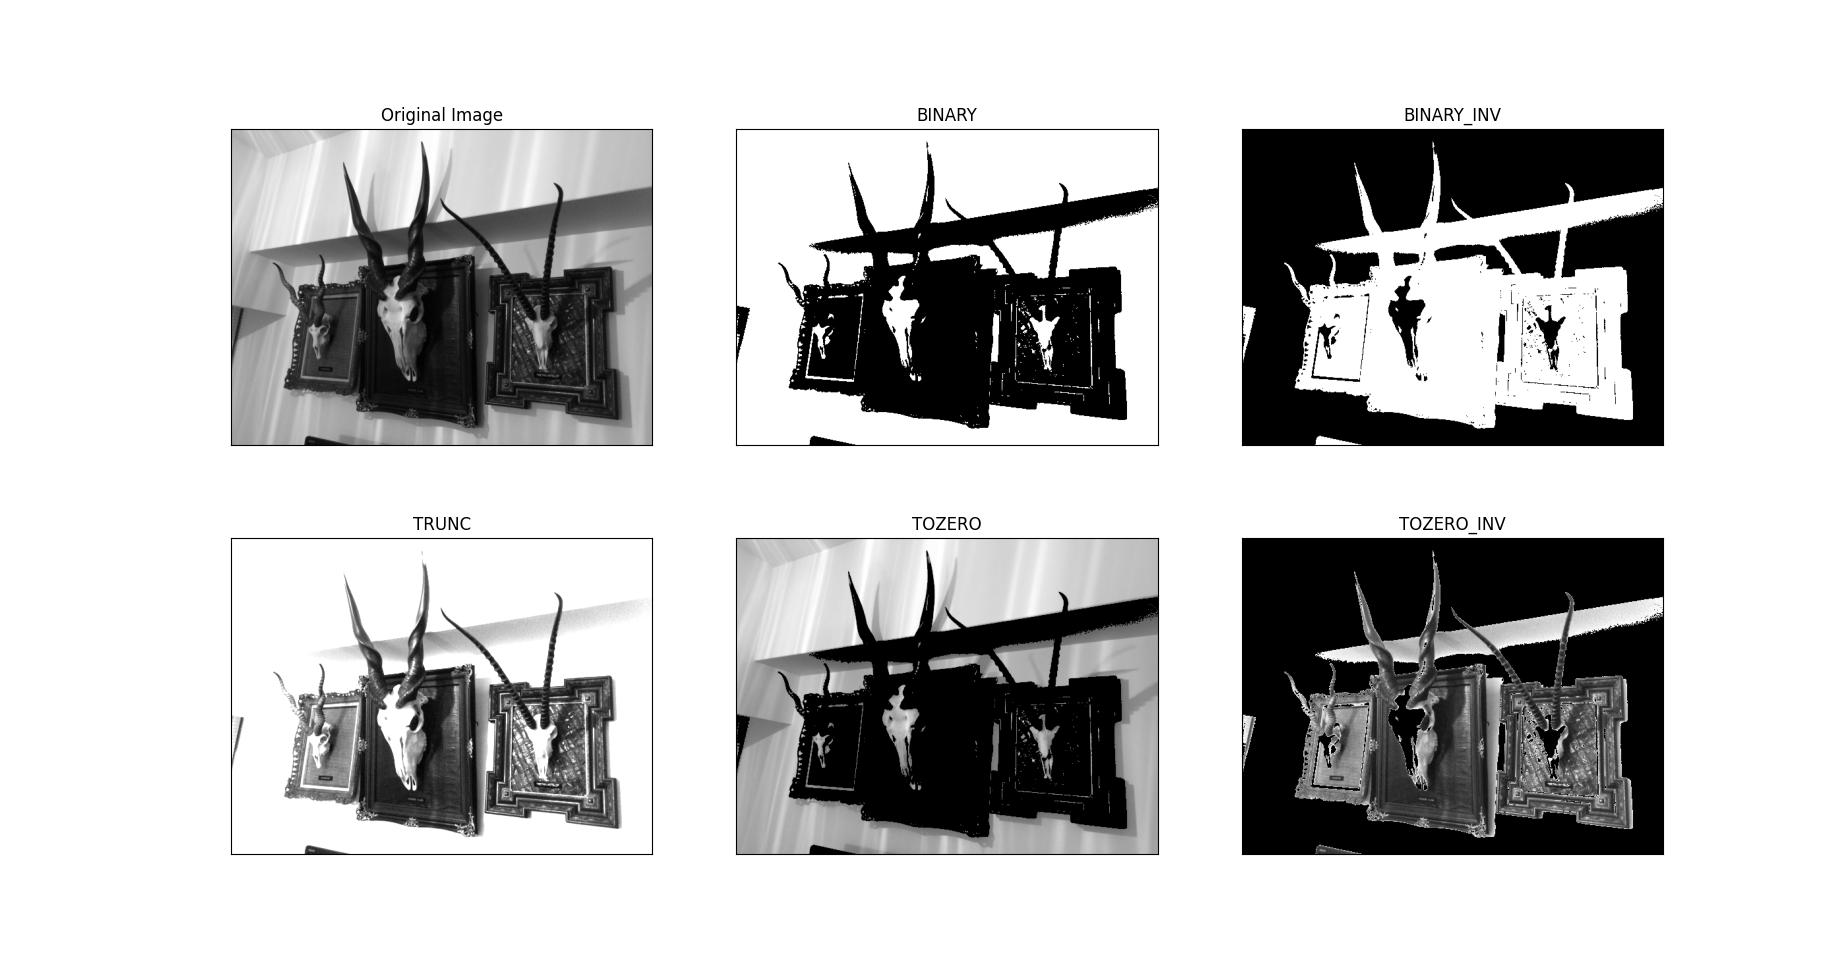 Original Image
BINARY
BINARY_INV
TRUNC
TOZERO
TOZERO_INV